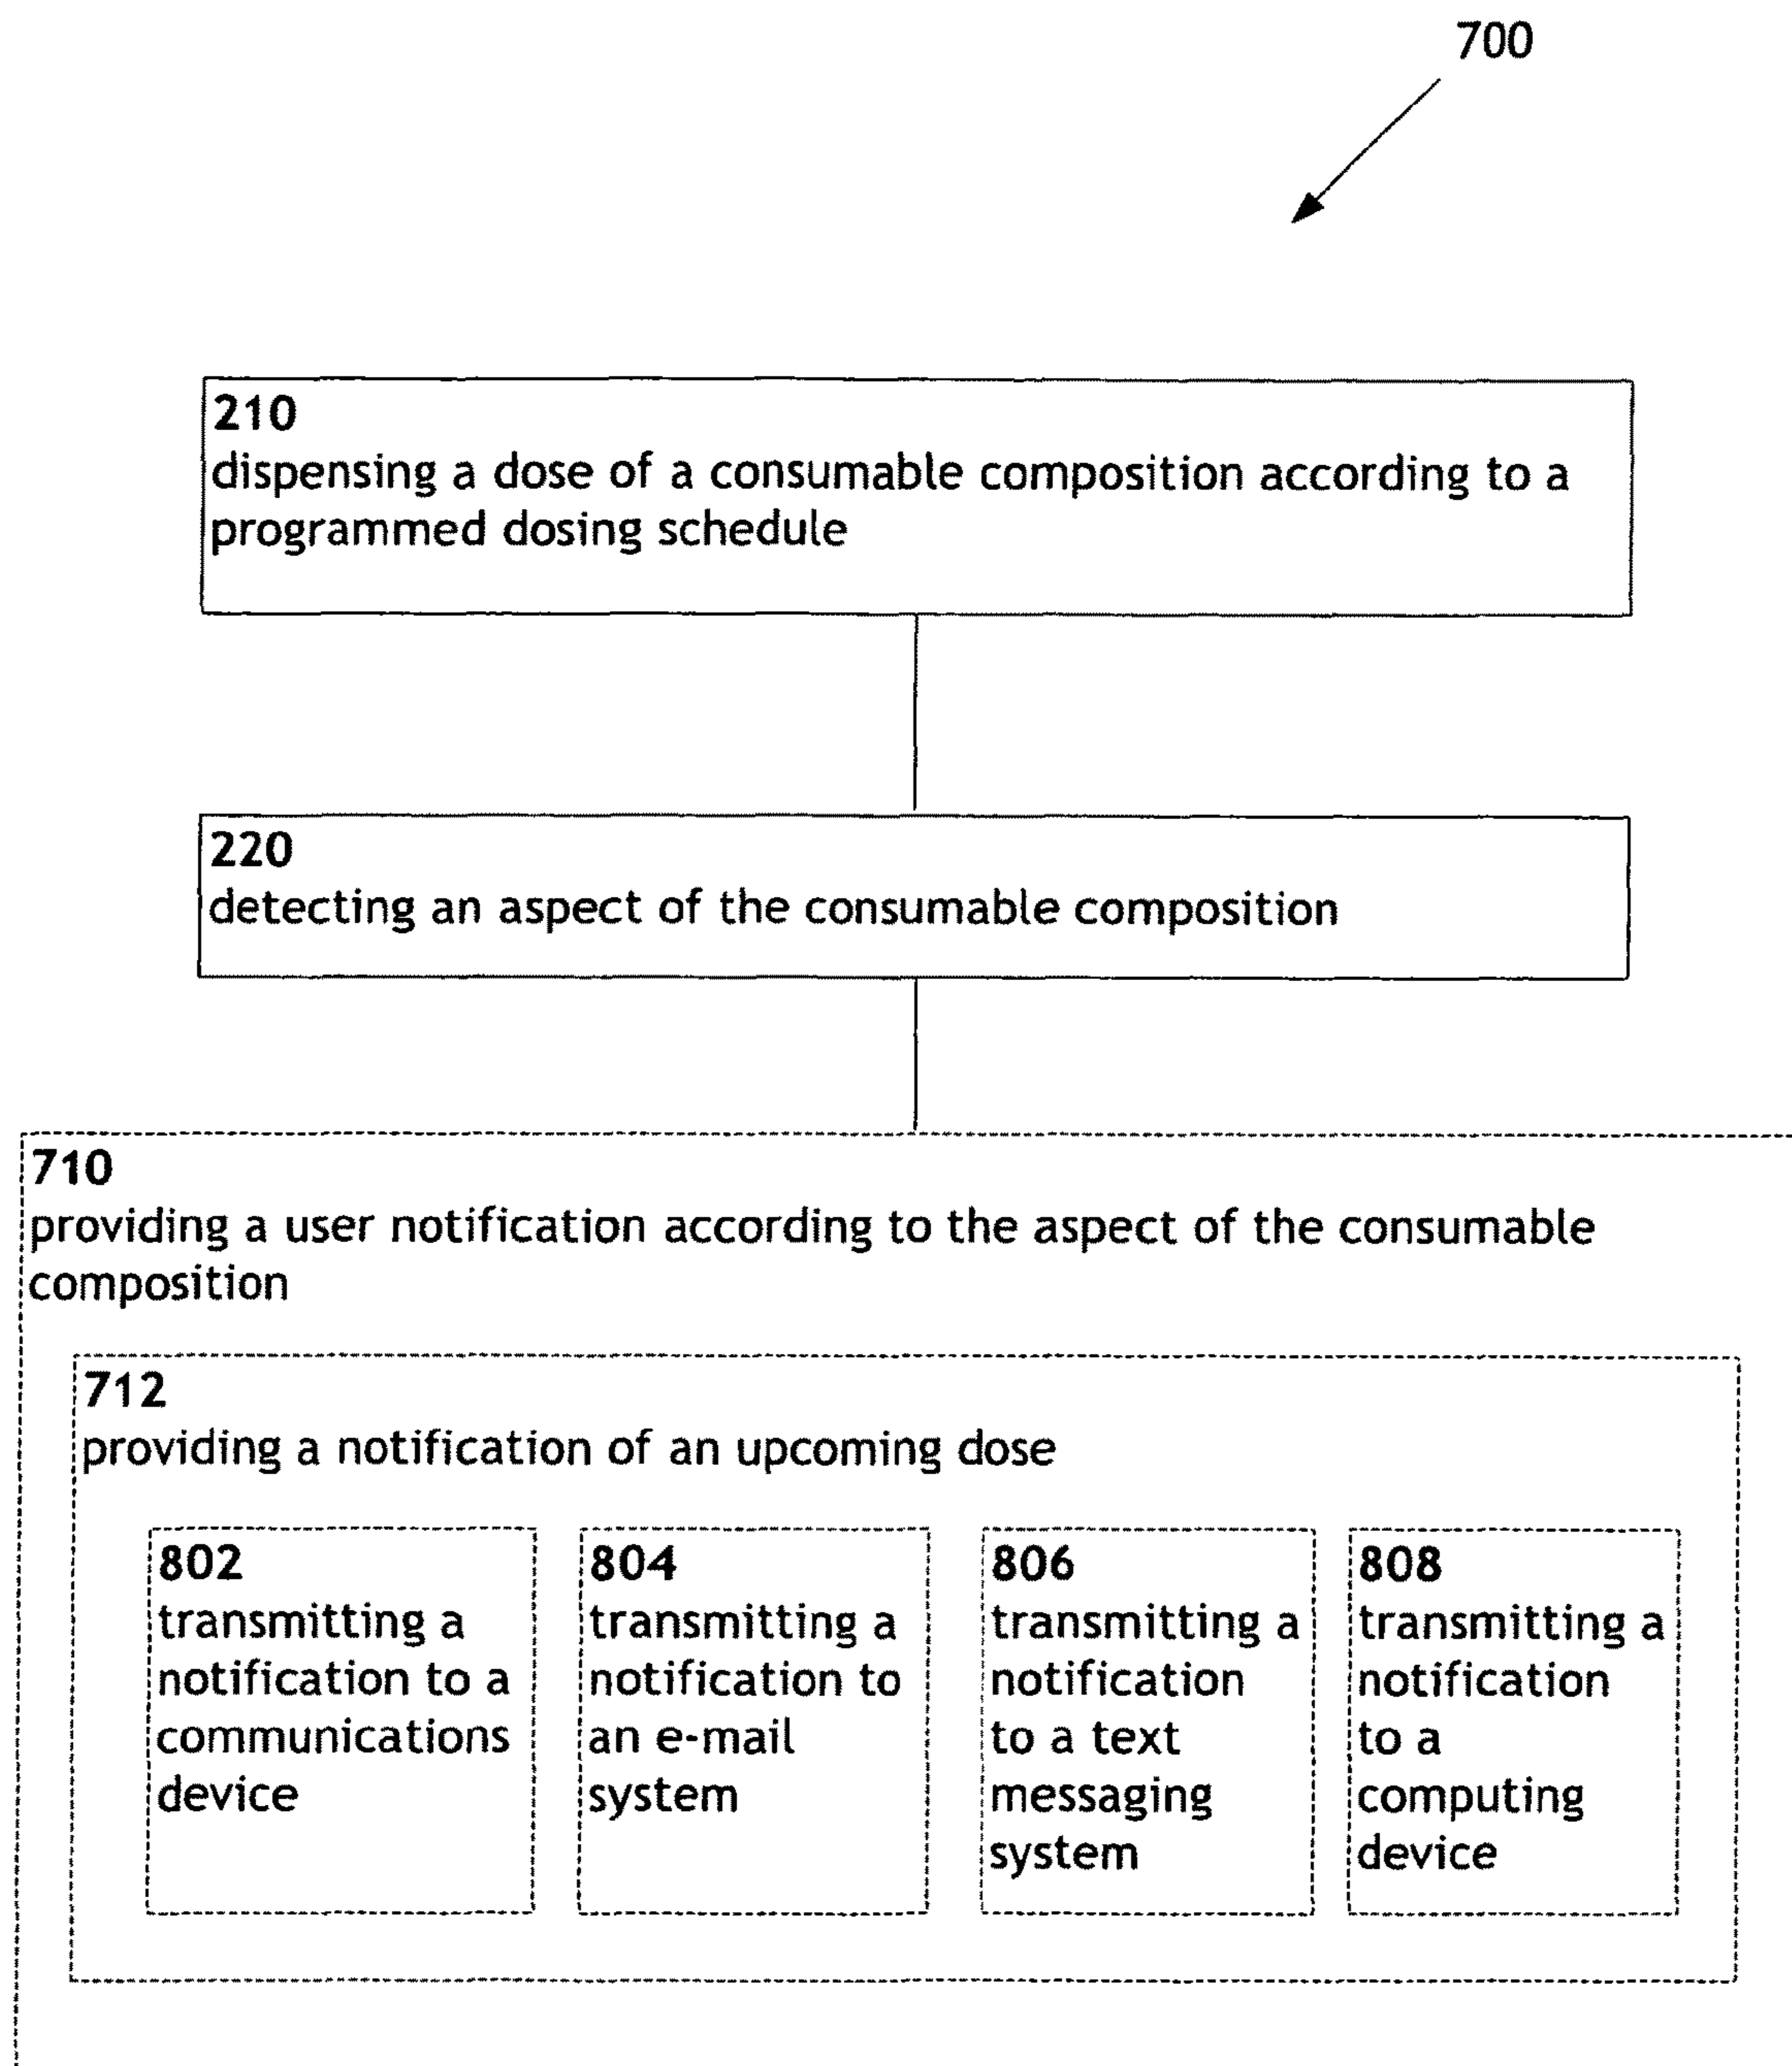 700
210
dispensing a dose of a consumable composition according to a
programmed dosing schedule
220
detecting an aspect of the consumable composition
710
providing a user notification according to the aspect of the consumable
composition
712
providing a notification of an upcoming dose
802
transmitting a
notification to a
communications
device
804
transmitting a
notification to
an e-mail
system
806
transmitting a
notification
to a text
messaging
system
808
transmitting a
notification
to a
computing
device